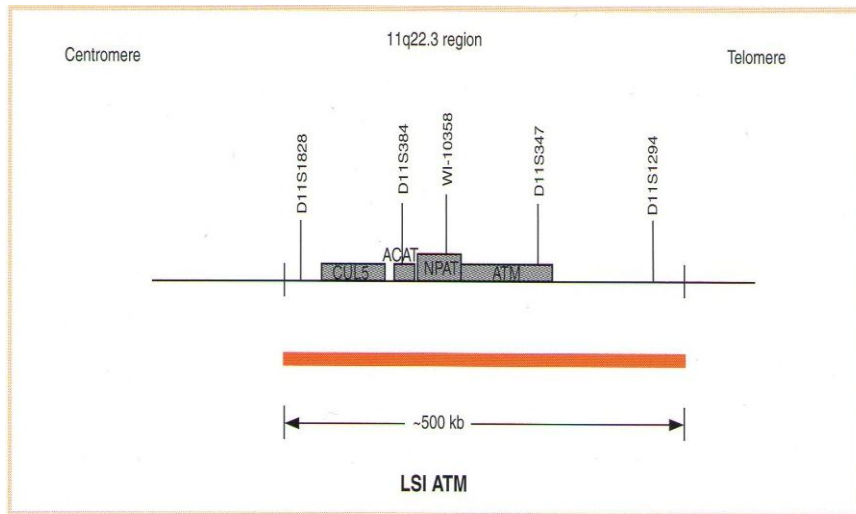 11q22.3 region
Centromere
Telomere
D11S1828
D11S384
WI-10358
D11S347
D11S1294
ACAT
CUL5
NPAT
ATM
~500 kb
LSI ATM